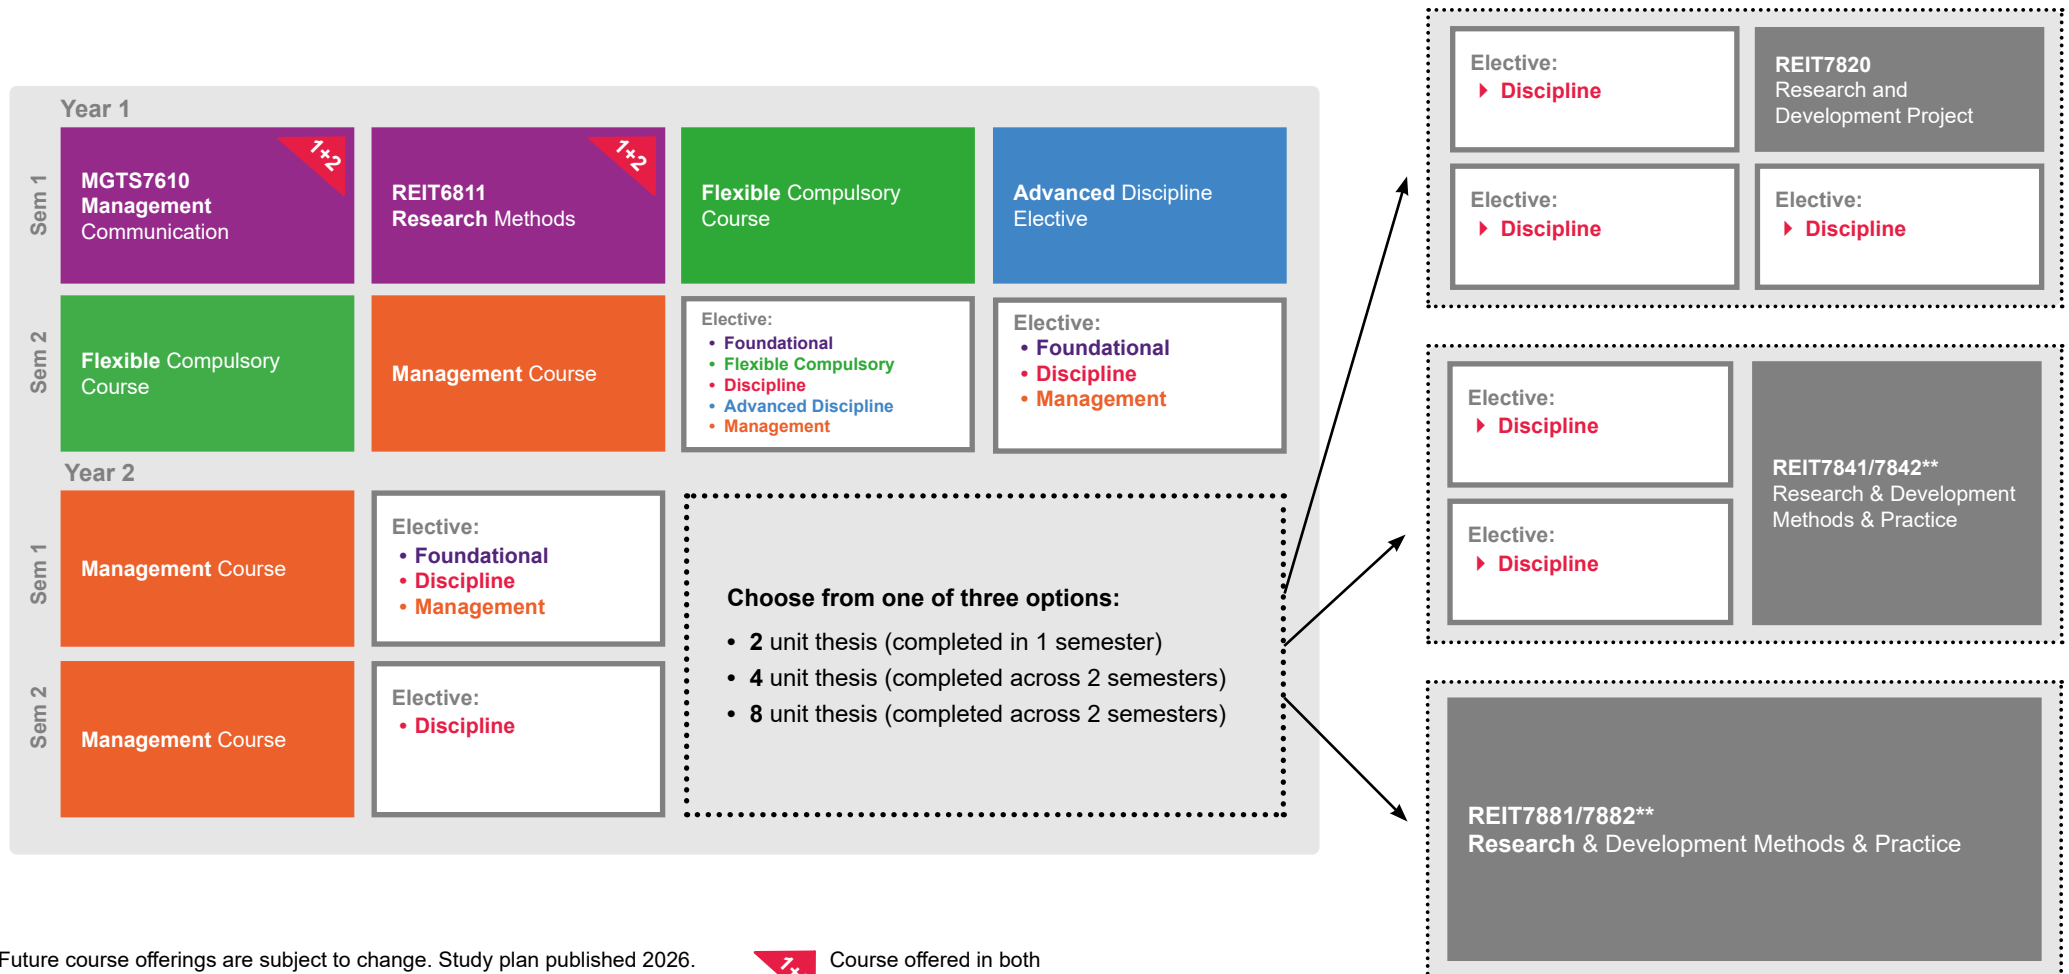 Year 1
Sem 1
MGTS7610
Management
Communication
1+2
REIT6811
Research Methods
1+2
Flexible Compulsory
Course
Advanced Discipline
Elective
Sem 2
Flexible Compulsory
Course
Management Course
Elective:
• Foundational
• Flexible Compulsory
• Discipline
• Advanced Discipline
• Management
Elective:
• Foundational
• Discipline
• Management
Year 2
Sem 1
Management Course
Elective:
• Foundational
• Discipline
• Management
Sem 2
Management Course
Elective:
• Discipline
Choose from one of three options:
• 2 unit thesis (completed in 1 semester)
• 4 unit thesis (completed across 2 semesters)
• 8 unit thesis (completed across 2 semesters)
Elective:
Discipline
REIT7820
Research and
Development Project
Elective:
Discipline
Elective:
Discipline
Elective:
Discipline
Elective:
Discipline
REIT7841/7842**
Research & Development
Methods & Practice
REIT7881/7882**
Research & Development Methods & Practice
Future course offerings are subject to change. Study plan published 2026.
Course offered in both